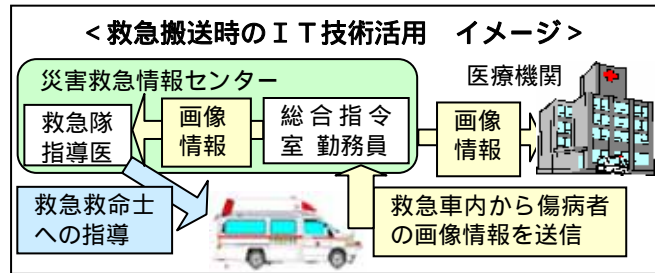 <救急搬送時のＩＴ技術活用　イメージ>
災害救急情報センター
医療機関
救急隊
指導医
画像
情報
総合指令
室 勤務員
画像
情報
救急救命士
への指導
救急車内から傷病者
の画像情報を送信